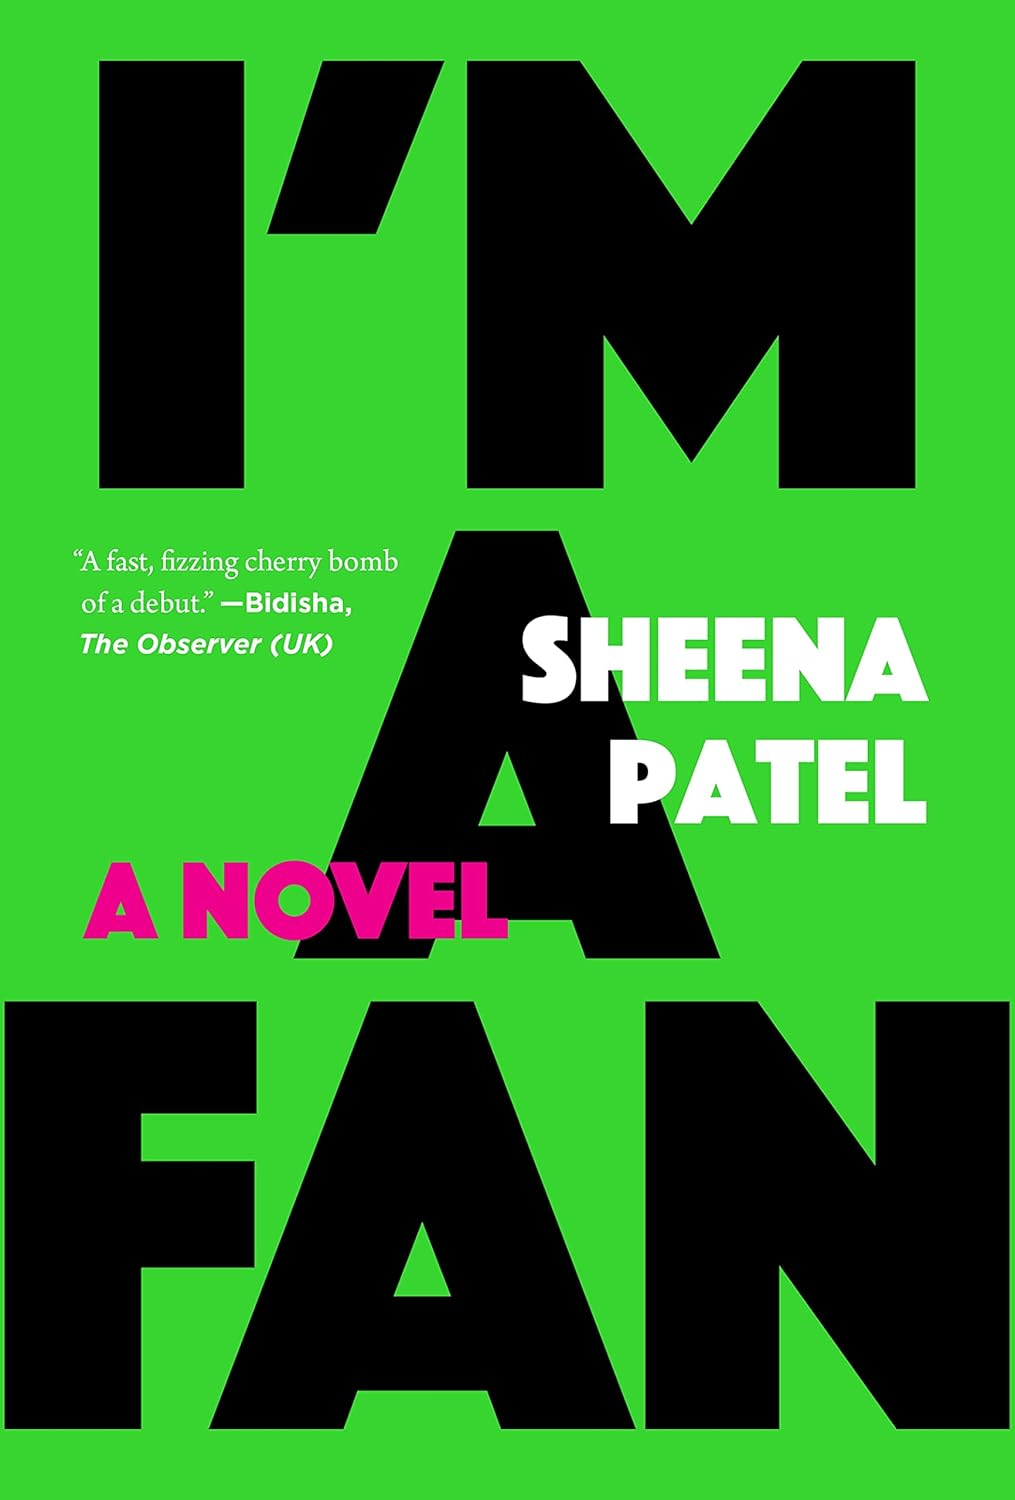 I'M
“A fast, fizzing cherry bomb
of a debut.” —Bidisha,
The Observer (UK)
A
SHEENA
PATEL
A NOVEL
FAN